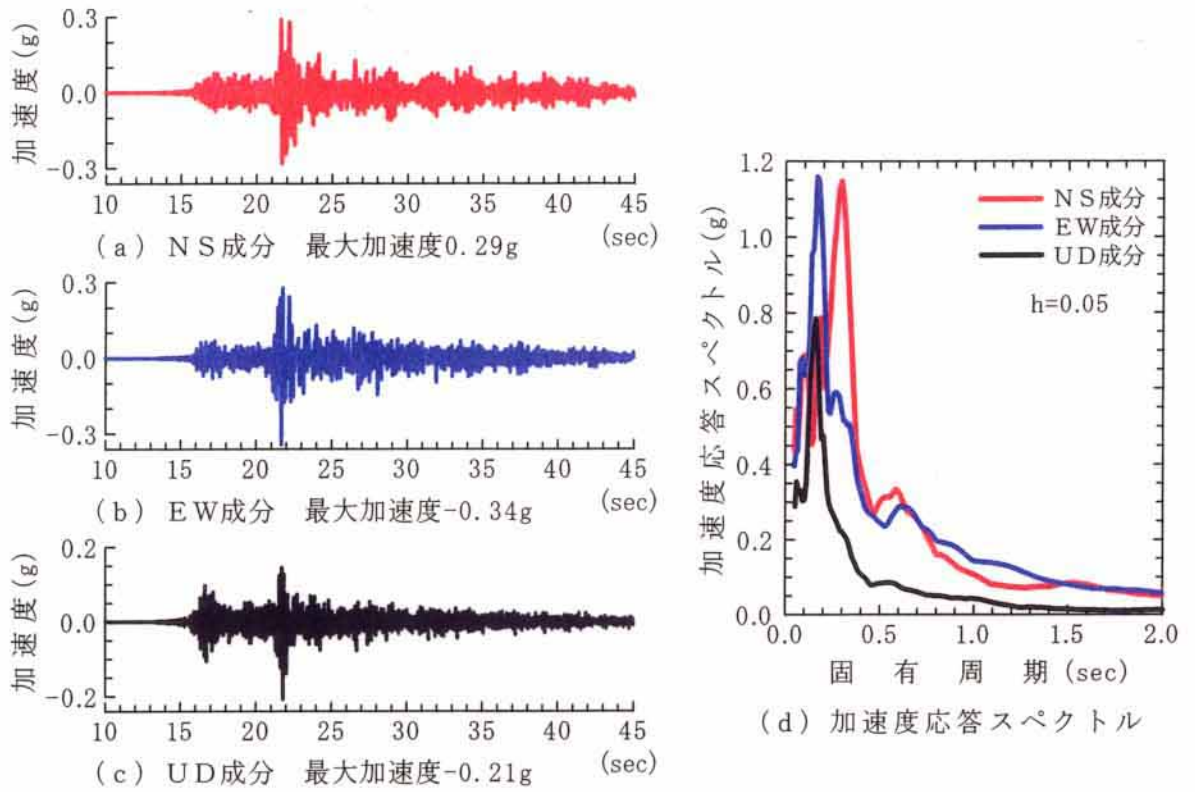 加速度(g)
0.3
0.0
-0.3
10 15 20 25 30 35 40 45
(a) NS成分 最大加速度0.29g (sec)
加速度(g)
0.3
0.0
-0.3
10 15 20 25 30 35 40 45
(b) EW成分 最大加速度-0.34g (sec)
加速度(g)
0.2
0.0
-0.2
10 15 20 25 30 35 40 45
(c) UD成分 最大加速度-0.21g (sec)
加速度応答スペクトル(g)
1.2
1.0
0.8
0.6
0.4
0.2
0.0
NS成分
EW成分
UD成分
h=0.05
0.0 0.5 1.0 1.5 2.0
固有周期(sec)
(d) 加速度応答スペクトル